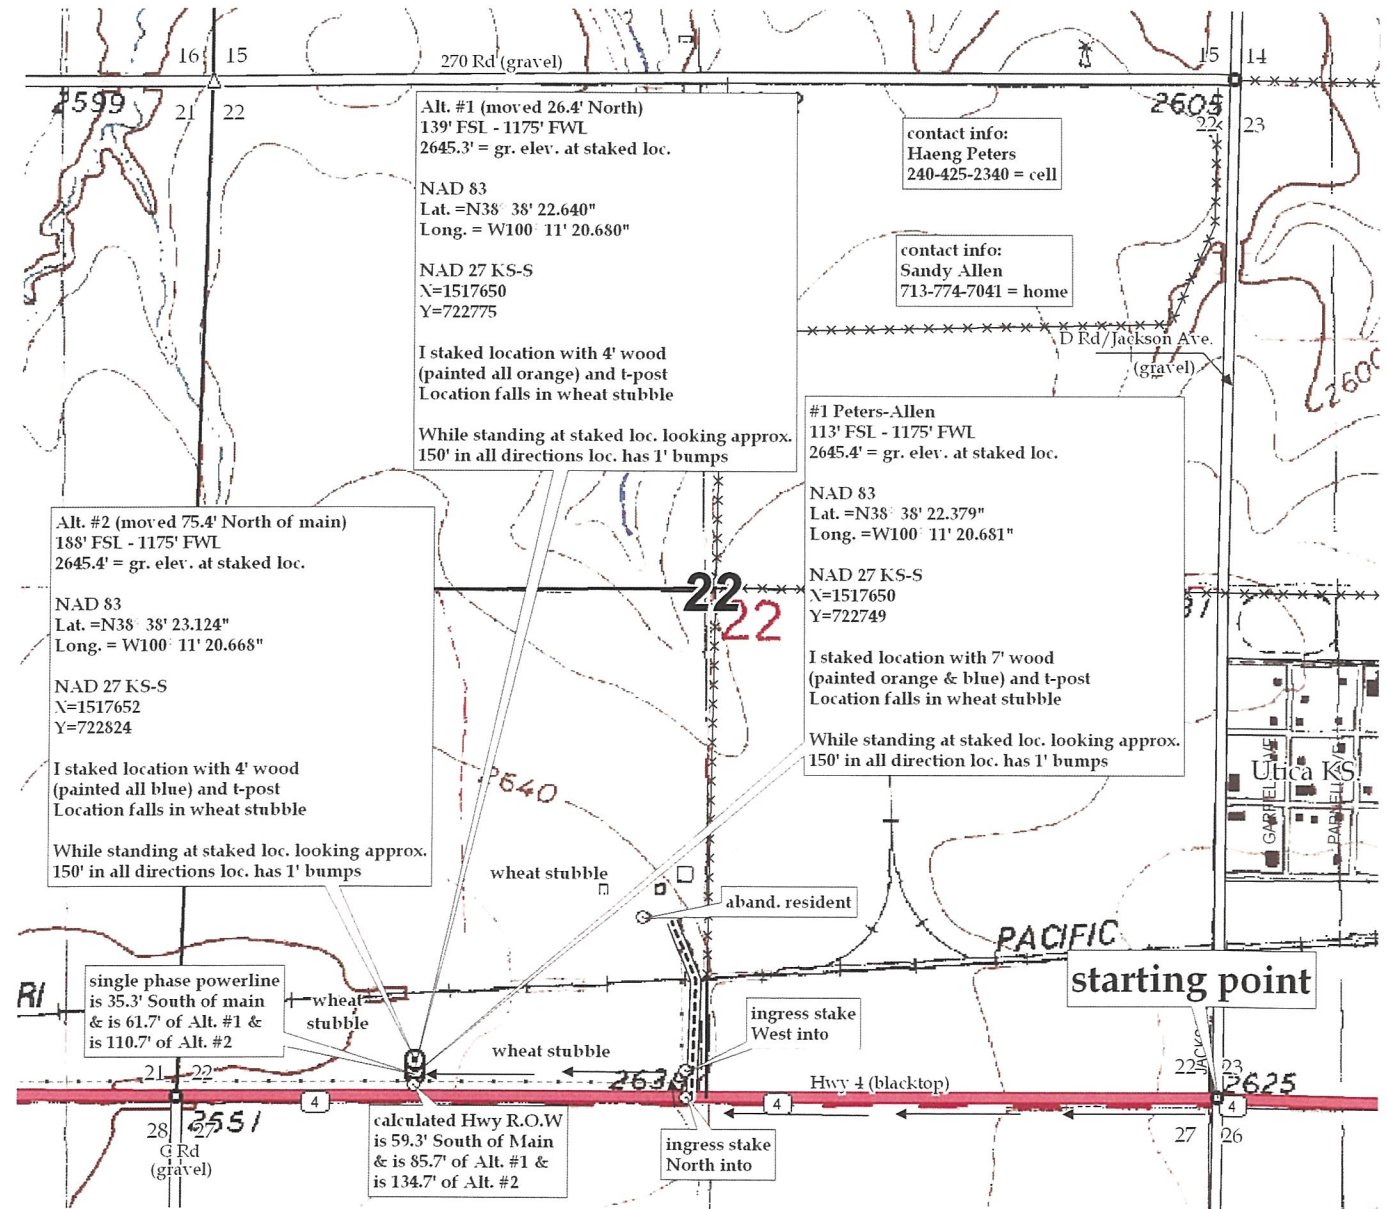 16 15
270 Rd (gravel)
15 14
2599
21 22
2605
22 23
Alt. #1 (moved 26.4' North)
139' FSL - 1175' FWL
2645.3' = gr. elev. at staked loc.
NAD 83
Lat. =N38° 38' 22.640"
Long. = W100° 11' 20.680"
NAD 27 KS-S
X=1517650
Y=722775
I staked location with 4' wood
(painted all orange) and t-post
Location falls in wheat stubble
While standing at staked loc. looking approx.
150' in all directions loc. has 1' bumps
contact info:
Haeng Peters
240-425-2340 = cell
contact info:
Sandy Allen
713-774-7041 = home
D Rd/Jackson Ave.
(gravel)
2600
#1 Peters-Allen
113' FSL - 1175' FWL
2645.4' = gr. elev. at staked loc.
NAD 83
Lat. =N38° 38' 22.379"
Long. =W100° 11' 20.681"
NAD 27 KS-S
X=1517650
Y=722749
I staked location with 7' wood
(painted orange & blue) and t-post
Location falls in wheat stubble
While standing at staked loc. looking approx.
150' in all direction loc. has 1' bumps
Alt. #2 (moved 75.4' North of main)
188' FSL - 1175' FWL
2645.4' = gr. elev. at staked loc.
NAD 83
Lat. =N38° 38' 23.124"
Long. = W100° 11' 20.668"
NAD 27 KS-S
X=1517652
Y=722824
I staked location with 4' wood
(painted all blue) and t-post
Location falls in wheat stubble
While standing at staked loc. looking approx.
150' in all directions loc. has 1' bumps
22
22
31
Utica KS.
2640
wheat stubble
aband. resident
PACIFIC
starting point
RI
single phase powerline
is 35.3' South of main
& is 61.7' of Alt. #1 &
is 110.7' of Alt. #2
wheat
stubble
wheat stubble
ingress stake
West into
21 22
22 23
2625
Hwy 4 (blacktop)
4
4
4
28 27
2651
G Rd
(gravel)
calculated Hwy R.O.W
is 59.3' South of Main
& is 85.7' of Alt. #1 &
is 134.7' of Alt. #2
ingress stake
North into
27 26